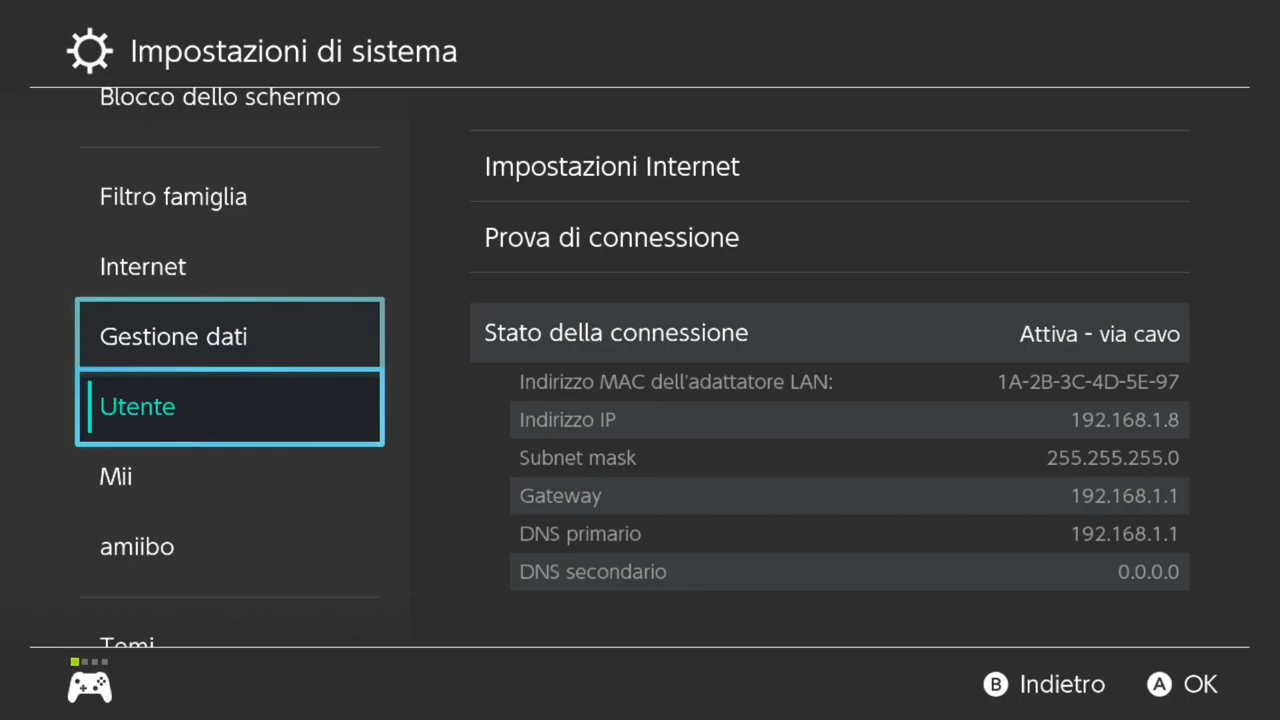 Impostazioni di sistema
Blocco dello schermo
Filtro famiglia
Internet
Gestione dati
Utente
Mii
amiibo
Temi
Impostazioni Internet
Prova di connessione
Stato della connessione Attiva - via cavo
Indirizzo MAC dell'adattatore LAN: 1A-2B-3C-4D-5E-97
Indirizzo IP 192.168.1.8
Subnet mask 255.255.255.0
Gateway 192.168.1.1
DNS primario 192.168.1.1
DNS secondario 0.0.0.0
B Indietro A OK